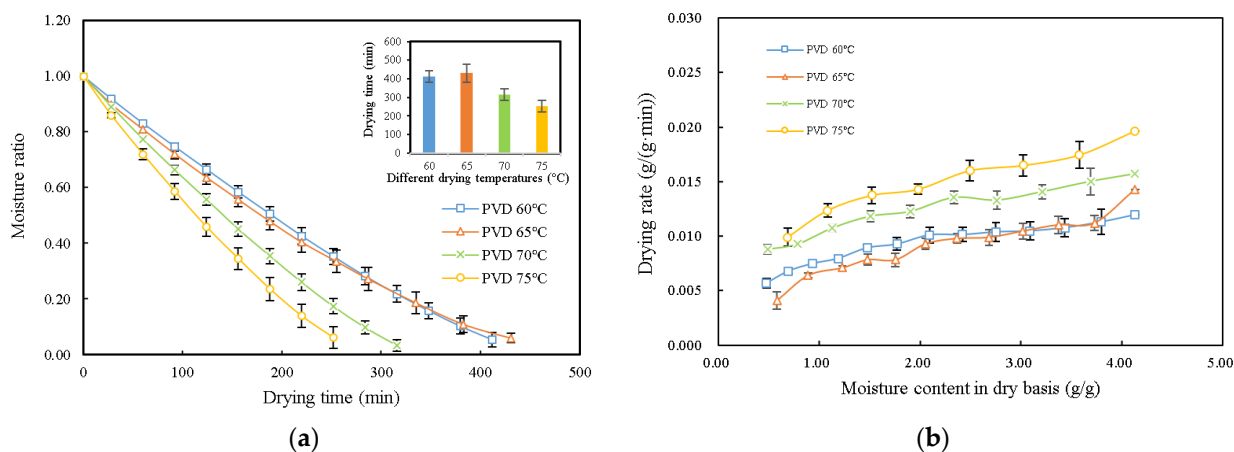 1.20
1.00
0.80
0.60
0.40
0.20
0.00
Moisture ratio
0
100
200
300
400
500
Drying time (min)
600
500
400
300
200
100
0
Drying time
(min)
60
65
70
75
Different drying temperatures (°C)
PVD 60°C
PVD 65°C
PVD 70°C
PVD 75°C
(a)
0.030
0.025
0.020
0.015
0.010
0.005
0.000
Drying rate (g/(g·min))
PVD 60°C
PVD 65°C
PVD 70°C
PVD 75°C
0.00
1.00
2.00
3.00
4.00
5.00
Moisture content in dry basis (g/g)
(b)